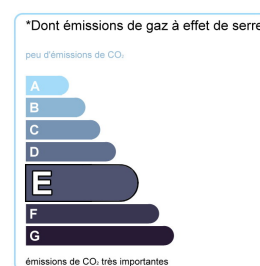 *Dont émissions de gaz à effet de serre
peu d'émissions de CO₂
A
B
C
D
E
F
G
émissions de CO₂ très importantes